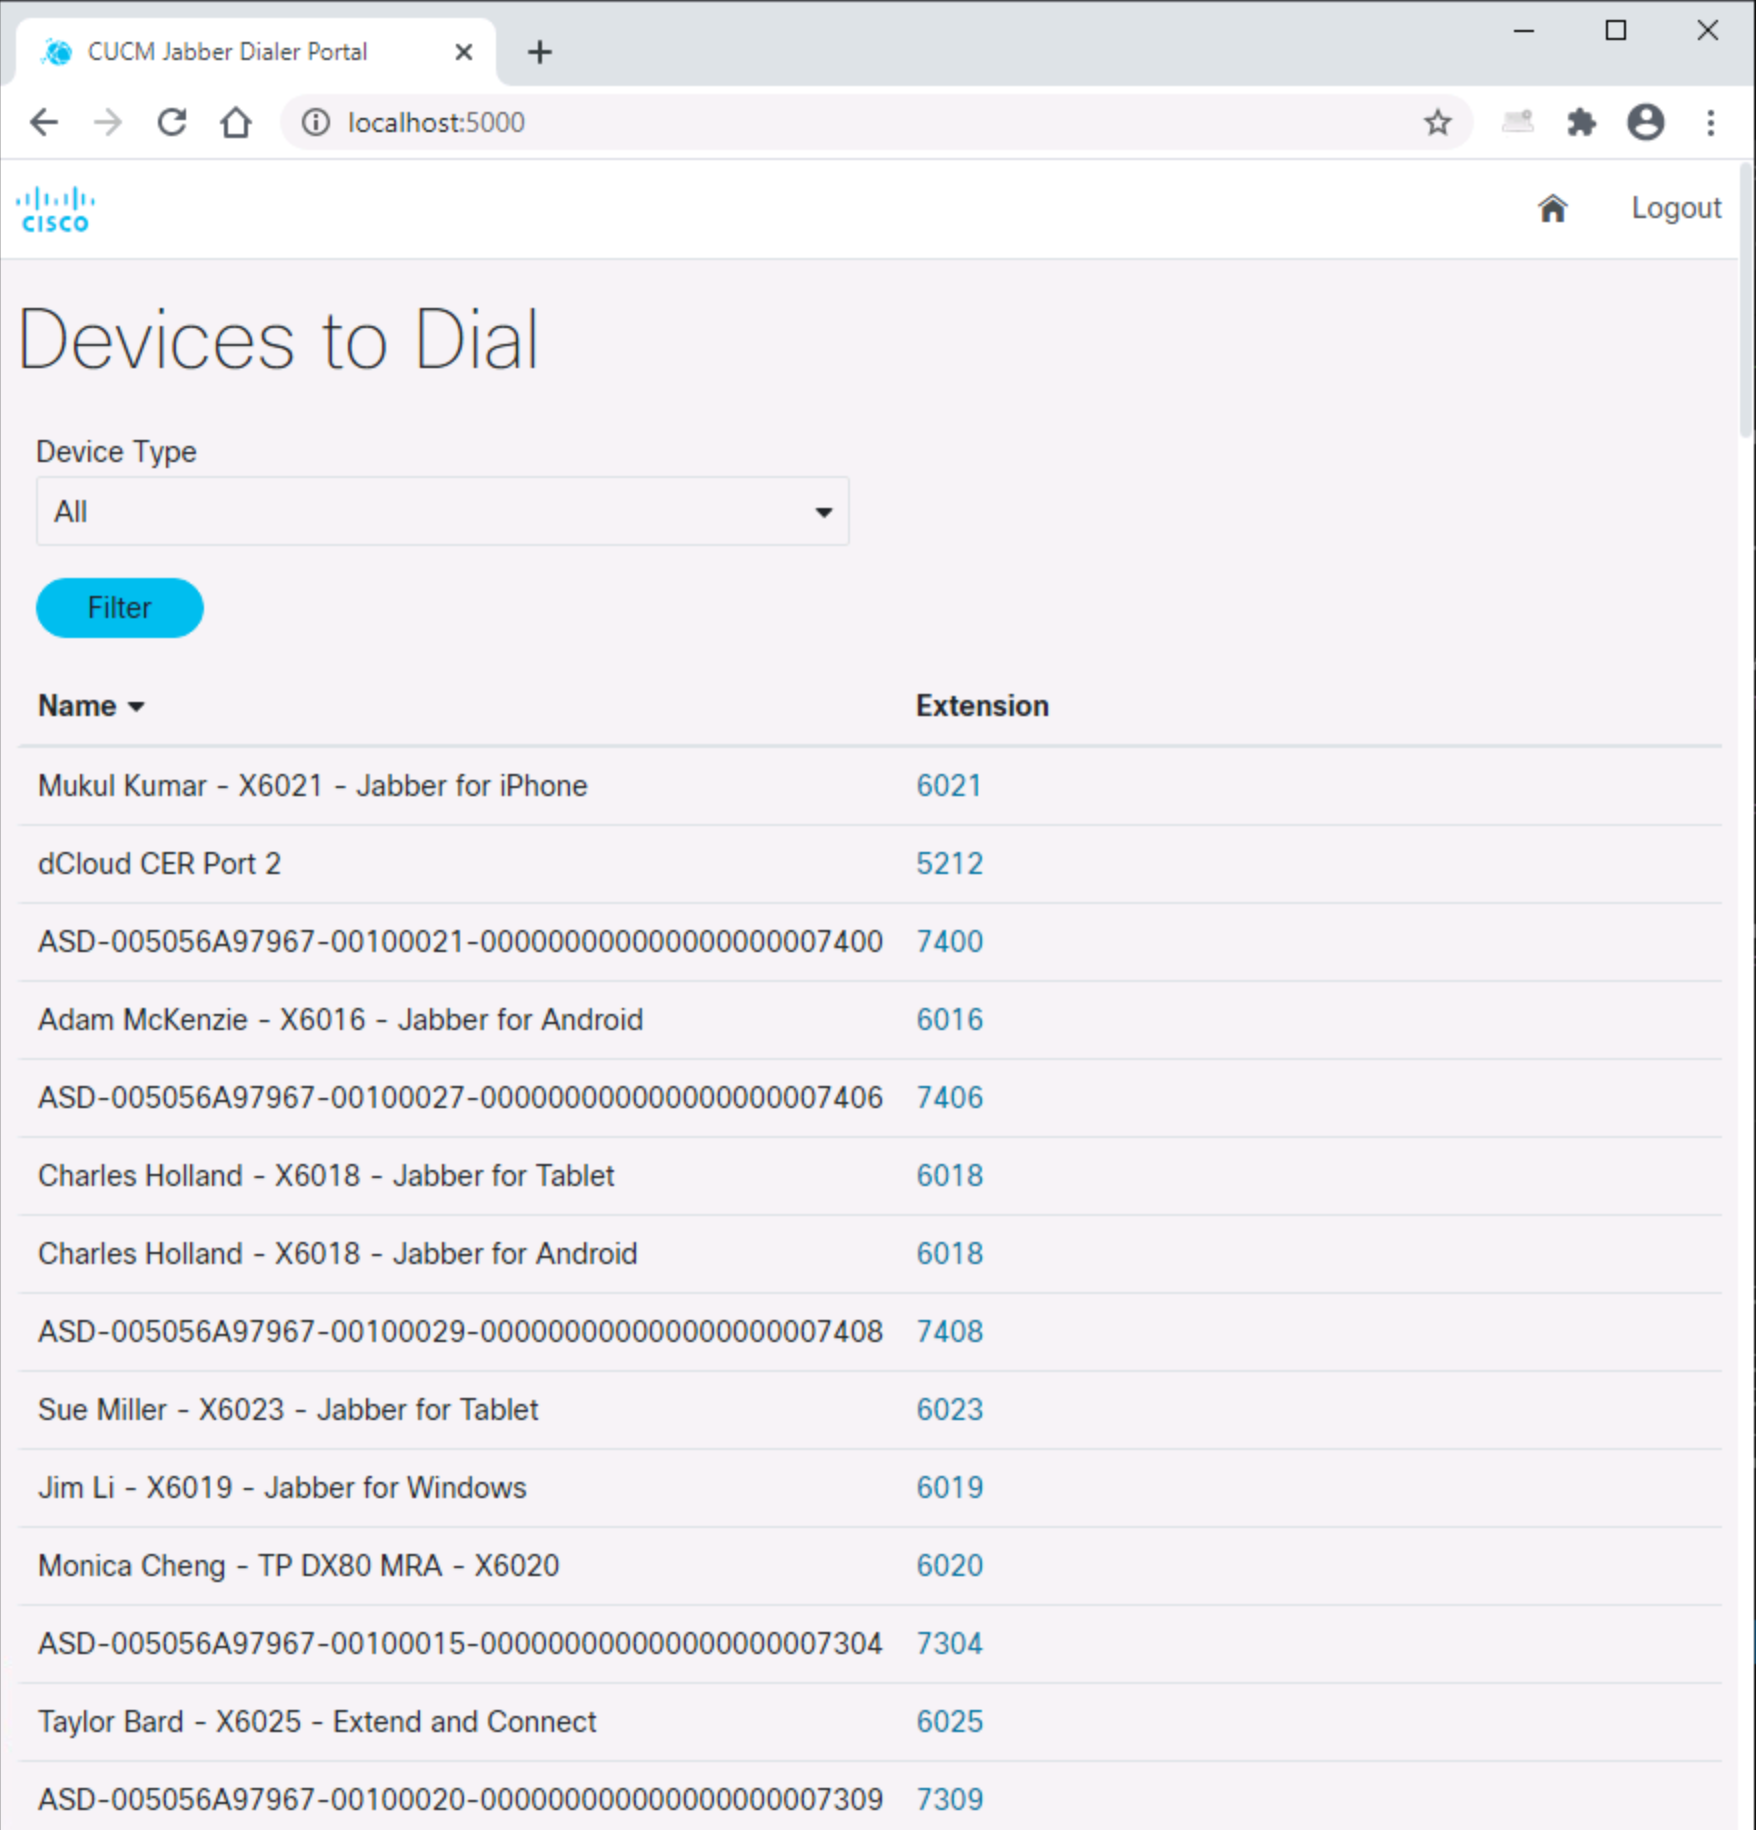 CUCM Jabber Dialer Portal
localhost:5000
CISCO
Logout
Devices to Dial
Device Type
All
Filter
Name Extension
Mukul Kumar - X6021 - Jabber for iPhone 6021
dCloud CER Port 2 5212
ASD-005056A97967-00100021-000000000000000000007400 7400
Adam McKenzie - X6016 - Jabber for Android 6016
ASD-005056A97967-00100027-000000000000000000007406 7406
Charles Holland - X6018 - Jabber for Tablet 6018
Charles Holland - X6018 - Jabber for Android 6018
ASD-005056A97967-00100029-000000000000000000007408 7408
Sue Miller - X6023 - Jabber for Tablet 6023
Jim Li - X6019 - Jabber for Windows 6019
Monica Cheng - TP DX80 MRA - X6020 6020
ASD-005056A97967-00100015-000000000000000000007304 7304
Taylor Bard - X6025 - Extend and Connect 6025
ASD-005056A97967-00100020-000000000000000000007309 7309